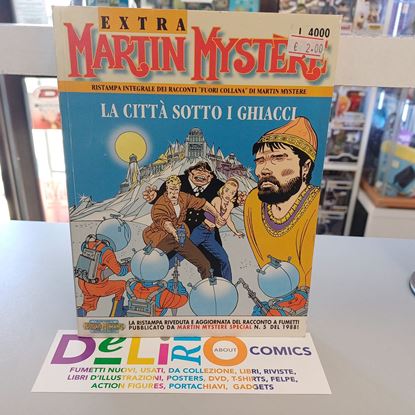 EXTRA
L. 4000
€ 2.00
MARTIN MYSTÈRE
RISTAMPA INTEGRALE DEI RACCONTI "FUORI COLLANA" DI MARTIN MYSTERE
LA CITTÀ SOTTO I GHIACCI
LA RISTAMPA RIVEDUTA E AGGIORNATA DEL RACCONTO A FUMETTI
PUBBLICATO DA MARTIN MYSTERE SPECIAL N. 5 DEL 1988!
DeLiRi
ABOUT
COMICS
FUMETTI NUOVI, USATI, DA COLLEZIONE, LIBRI, RIVISTE,
LIBRI D'ILLUSTRAZIONI, POSTERS, DVD, T-SHIRTS, FELPE,
ACTION FIGURES, PORTACHIAVI, GADGETS